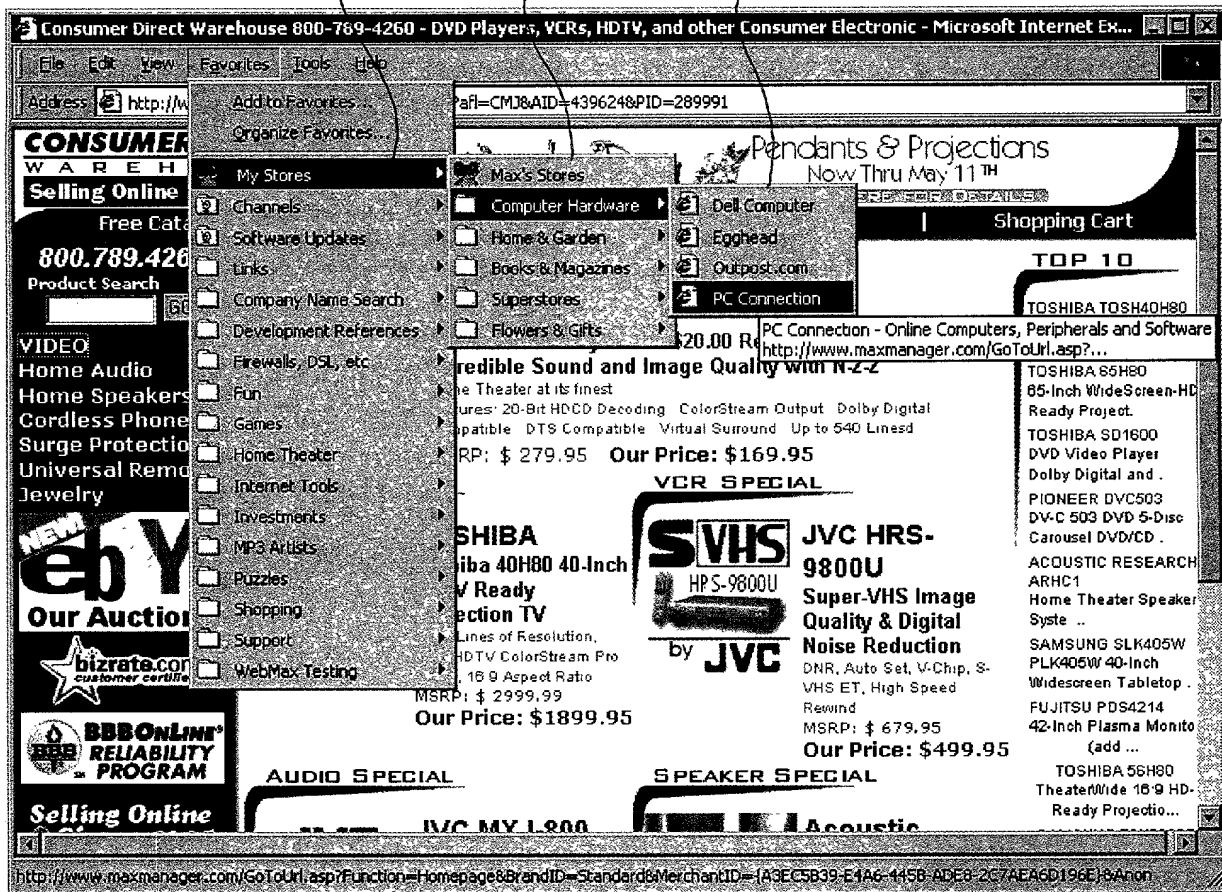 Consumer Direct Warehouse 800-789-4260 - DVD Players, VCRs, HDTV, and other Consumer Electronic - Microsoft Internet Ex...
File Edit View Favorites Tools Help
Address http://w afl=CMJ&AID=4396248PID=289991
Add to Favorites...
Organize Favorites...
My Stores
Channels
Software Updates
Links
Company Name Search
Development References
Firewalls, DSL, etc
Fun
Games
Home Theater
Internet Tools
Investments
MP3 Artists
Puzzles
Shopping
Support
WebMax Testing
Max's Stores
Computer Hardware
Home & Garden
Books & Magazines
Superstores
Flowers & Gifts
Dell Computer
Egghead
Outpost.com
PC Connection
PC Connection - Online Computers, Peripherals and Software
http://www.maxmanager.com/GoToUrl.asp?...
CONSUMER
WAREH
Selling Online
Free Cata
800.789.426
Product Search
GO
VIDEO
Home Audio
Home Speakers
Cordless Phone
Surge Protectio
Universal Remo
Jewelry
NEW
ebY
Our Auction
bizrate.com
customer certifie
BBBONLINE
BBB
RELIABILITY
PROGRAM
Selling Online
Pendants & Projections
Now Thru May 11TH
Shopping Cart
$20.00 Re
redible Sound and Image Quality with N-Z-Z
e Theater at its finest
ures: 20-Bit HDCD Decoding ColorStream Output Dolby Digital
patible DTS Compatible Virtual Surround Up to 540 Linesd
RP: $ 279.95 Our Price: $169.95
VCR SPECIAL
SHIBA
iba 40H80 40-Inch
V Ready
ection TV
Lines of Resolution,
HDTV ColorStream Pro
, 16 9 Aspect Ratio
MSRP: $ 2999.99
Our Price: $1899.95
SVHS
HPS-9800U
by JVC
JVC HRS-
9800U
Super-VHS Image
Quality & Digital
Noise Reduction
DNR, Auto Set, V-Chip, S-
VHS ET, High Speed
Rewind
MSRP: $ 679.95
Our Price: $499.95
AUDIO SPECIAL
SPEAKER SPECIAL
JVC MX-J-800
Acoustic
TOP 10
TOSHIBA TOSH40H80
TOSHIBA 65H80
65-Inch WideScreen-HD
Ready Project.
TOSHIBA SD1600
DVD Video Player
Dolby Digital and .
PIONEER DVC503
DV-C 503 DVD 5-Disc
Carousel DVD/CD .
ACOUSTIC RESEARCH
ARHC1
Home Theater Speaker
Syste ..
SAMSUNG SLK405W
PLK405W 40-Inch
Widescreen Tabletop .
FUJITSU PDS4214
42-Inch Plasma Monito
(add ...
TOSHIBA 56H80
TheaterWide 16:9 HD-
Ready Projectio...
http://www.maxmanager.com/GoToUrl.asp?Function=Homepage&BrandID=Standard&MerchantID={A3EC5B39-E4A6-445B-ADE8-2C7AEA6D196E}&Anon